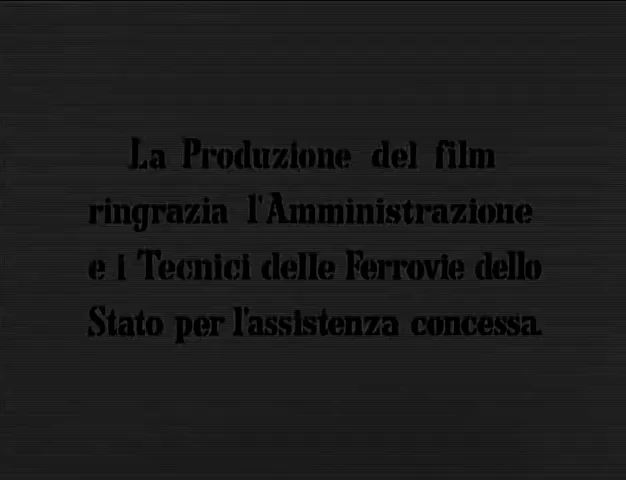 La Produzione del film
ringrazia l'Amministrazione
e i Tecnici delle Ferrovie dello
Stato per l'assistenza concessa.